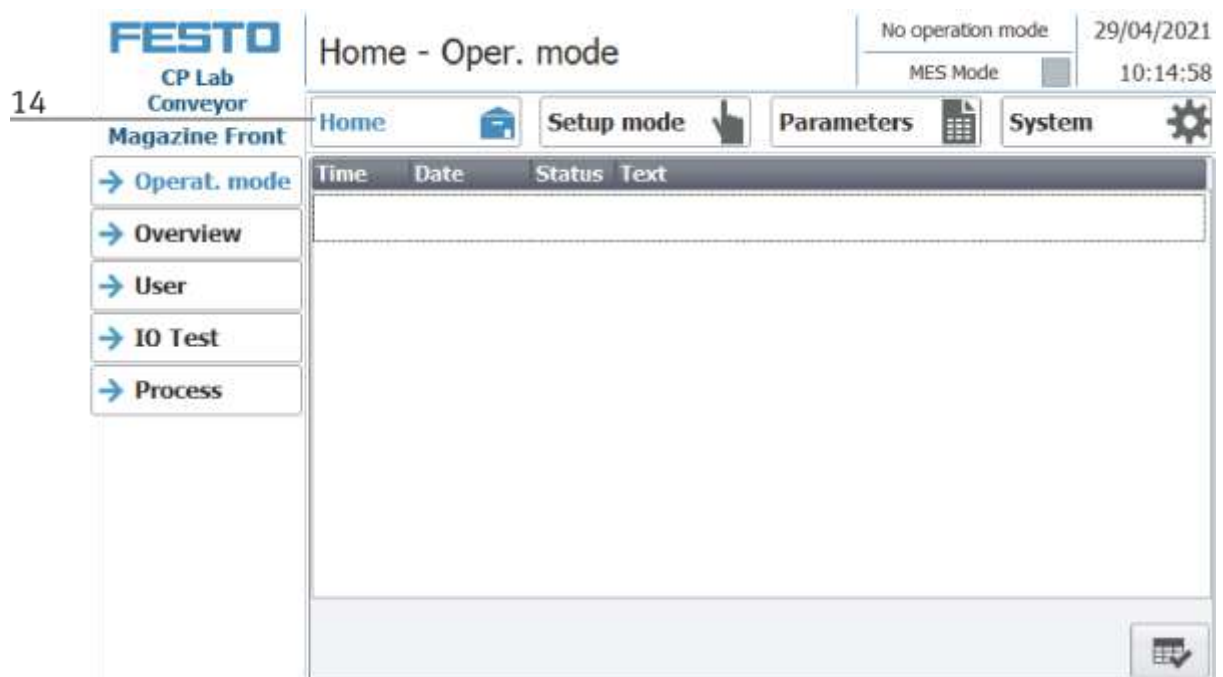 FESTO
CP Lab
Conveyor
Magazine Front
Home - Oper. mode
No operation mode
MES Mode
29/04/2021
10:14:58
14
Home
Setup mode
Parameters
System
Operat. mode
Overview
User
IO Test
Process
Time Date Status Text